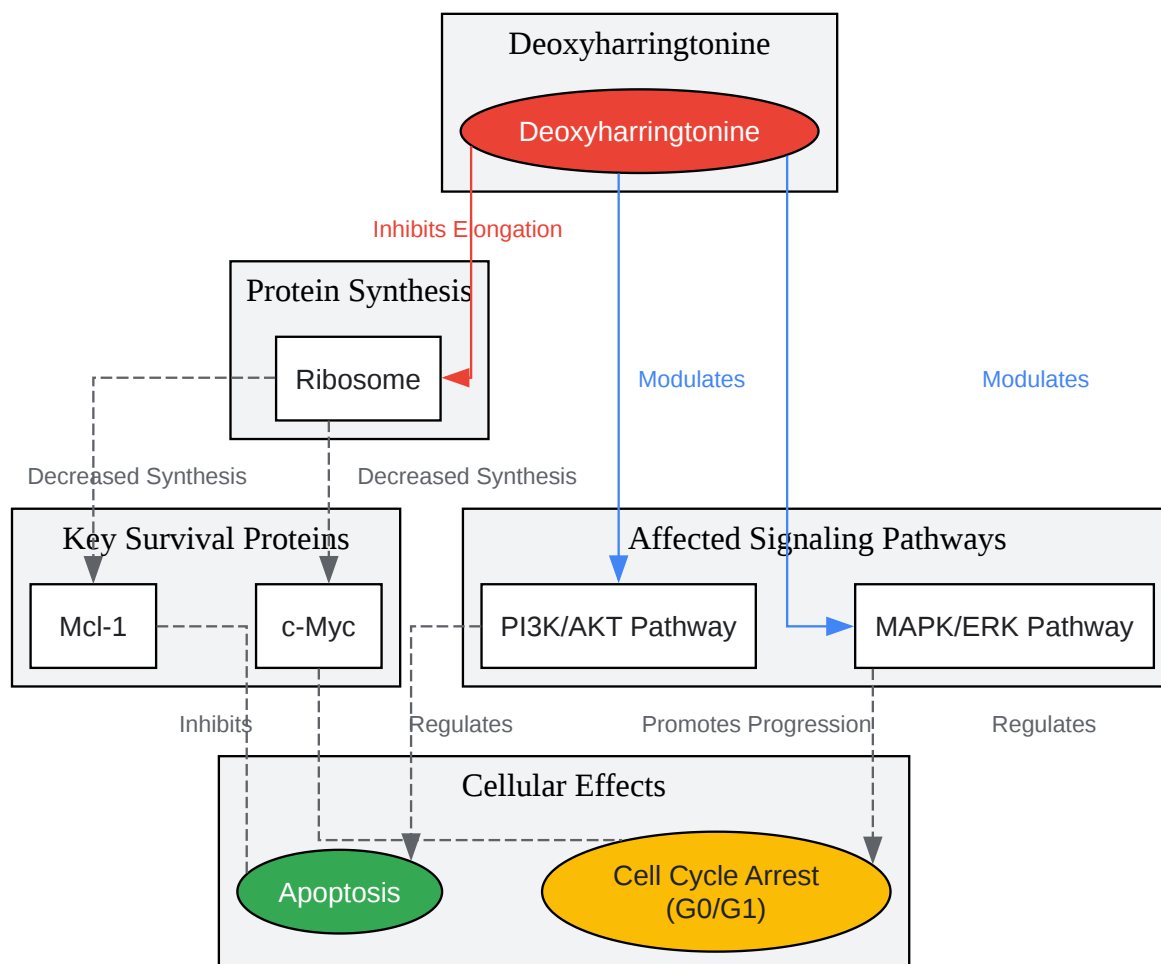 Deoxyharringtonine
Deoxyharringtonine
Inhibits Elongation
Protein Synthesis
Ribosome
Modulates
Modulates
Decreased Synthesis
Decreased Synthesis
Key Survival Proteins
Affected Signaling Pathways
Mcl-1
c-Myc
PI3K/AKT Pathway
MAPK/ERK Pathway
Inhibits
Regulates
Promotes Progression
Regulates
Cellular Effects
Apoptosis
Cell Cycle Arrest
(G0/G1)